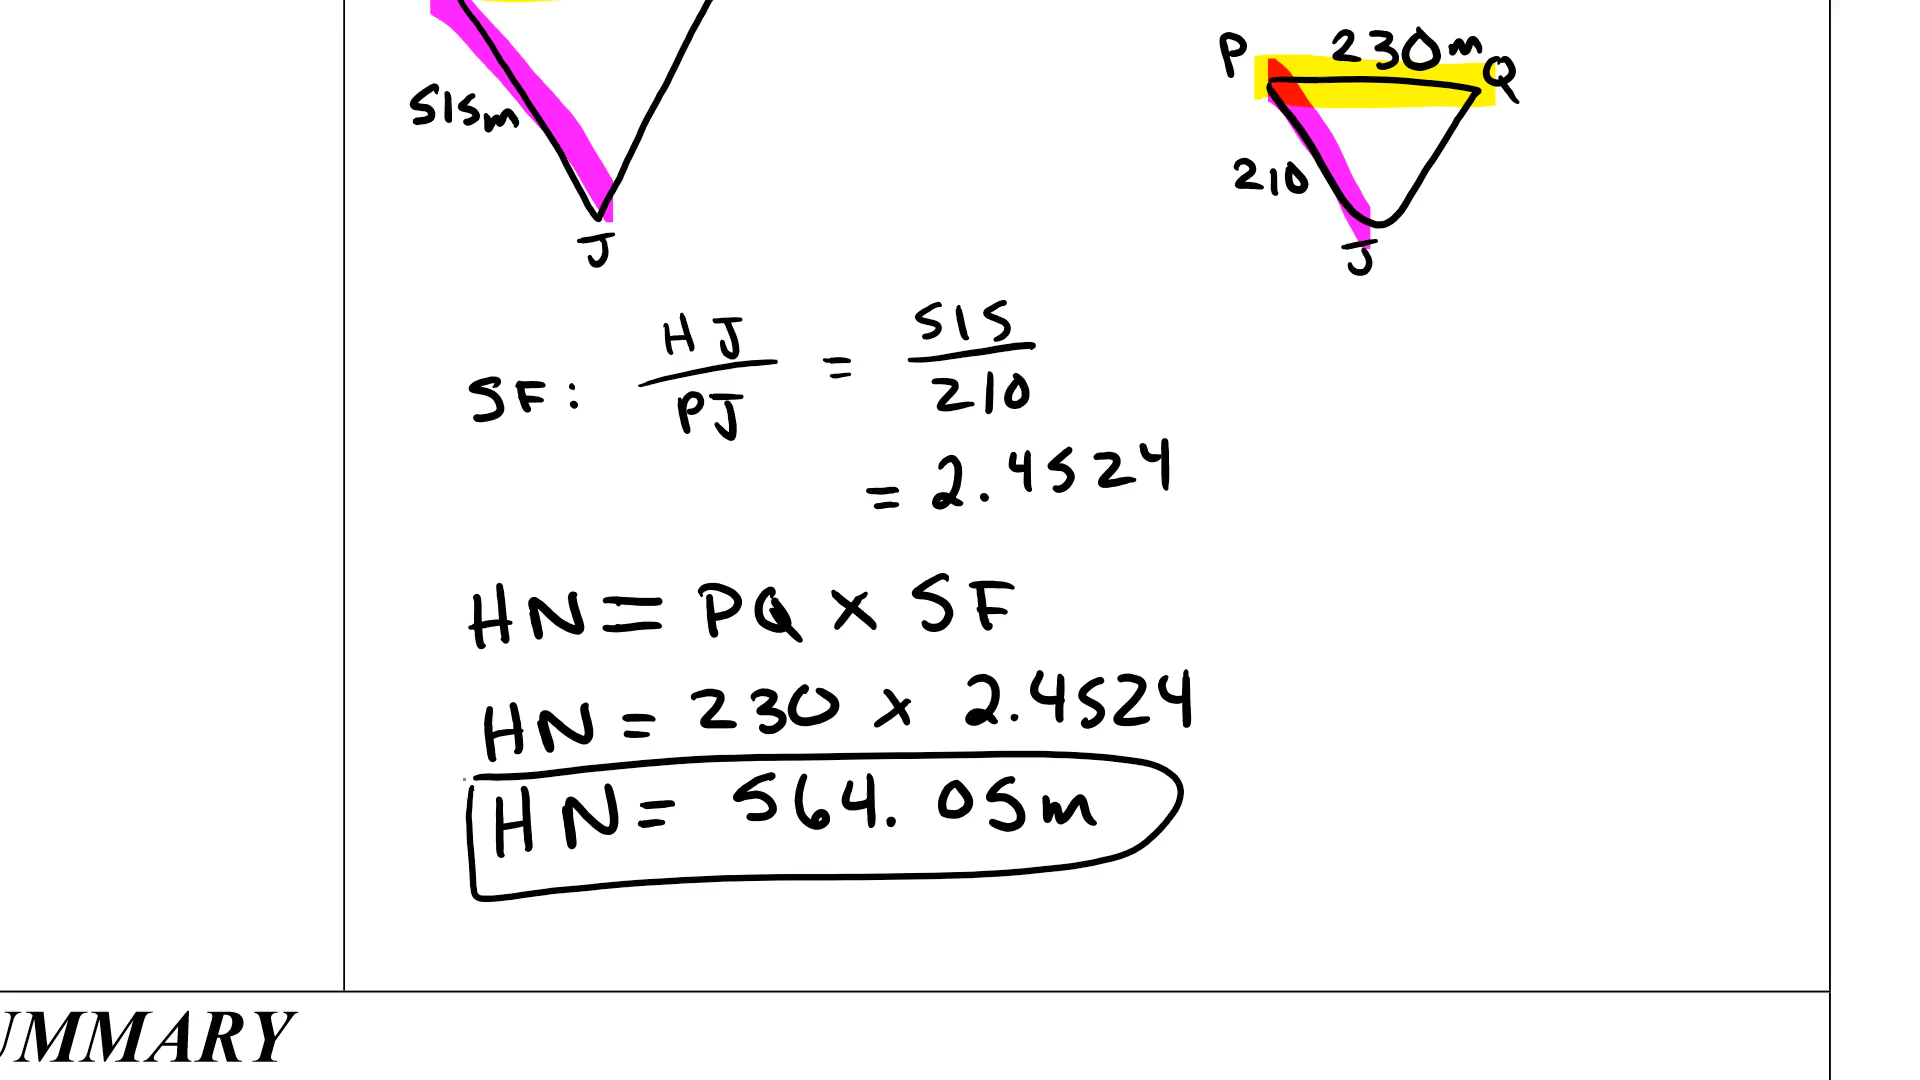 P 230m Q
515m
210
J
J
SF: HJ/PJ = 515/210
= 2.4524
HN = PQ x SF
HN = 230 x 2.4524
HN = 564.05m
UMMARY